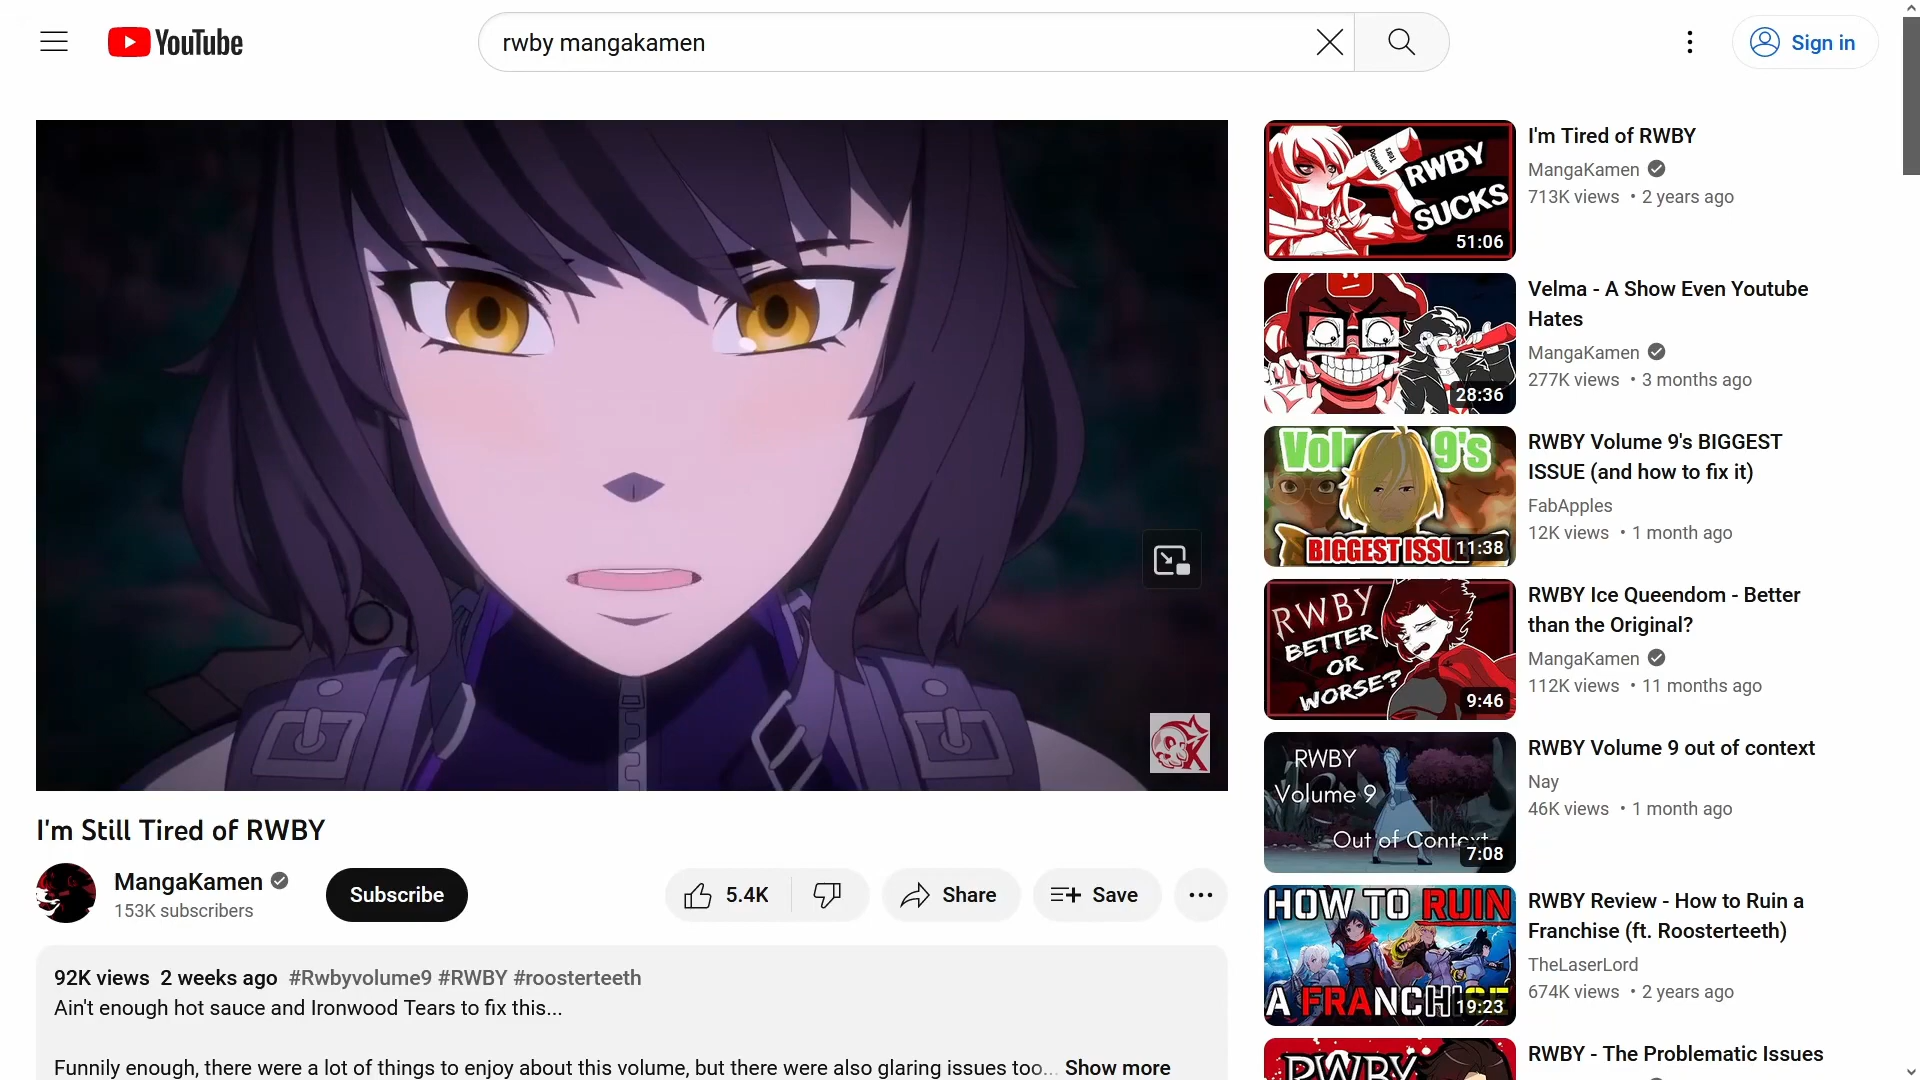 YouTube
rwby mangakamen
Sign in
I'm Still Tired of RWBY
MangaKamen
153K subscribers
Subscribe
5.4K
Share
Save
92K views 2 weeks ago #Rwbyvolume9 #RWBY #roosterteeth
Ain't enough hot sauce and Ironwood Tears to fix this...
Funnily enough, there were a lot of things to enjoy about this volume, but there were also glaring issues too... Show more
RWBY
SUCKS
51:06
I'm Tired of RWBY
MangaKamen
713K views • 2 years ago
28:36
Velma - A Show Even Youtube
Hates
MangaKamen
277K views • 3 months ago
9's
11:38
RWBY Volume 9's BIGGEST
ISSUE (and how to fix it)
FabApples
12K views • 1 month ago
RWBY
BETTER
OR
WORSE?
9:46
RWBY Ice Queendom - Better
than the Original?
MangaKamen
112K views • 11 months ago
RWBY
Volume 9
Out of Context
7:08
RWBY Volume 9 out of context
Nay
46K views • 1 month ago
HOW TO RUIN
A FRANCHISE
19:23
RWBY Review - How to Ruin a
Franchise (ft. Roosterteeth)
TheLaserLord
674K views • 2 years ago
RWBY
RWBY - The Problematic Issues